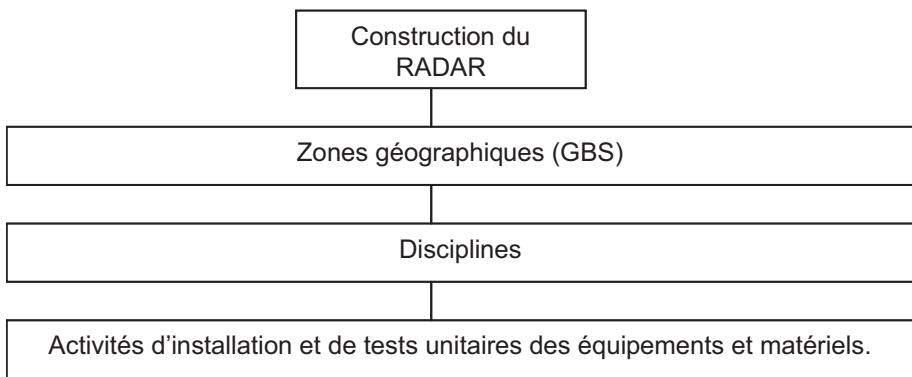 Construction du
RADAR
Zones géographiques (GBS)
Disciplines
Activités d’installation et de tests unitaires des équipements et matériels.